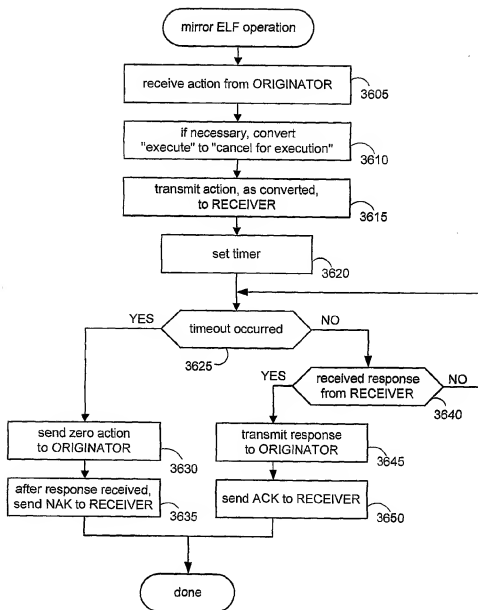 mirror ELF operation
receive action from ORIGINATOR
3605
if necessary, convert
"execute" to "cancel for execution"
3610
transmit action, as converted,
to RECEIVER
3615
set timer
3620
YES
timeout occurred
NO
3625
YES
received response
from RECEIVER
NO
3640
send zero action
to ORIGINATOR
3630
transmit response
to ORIGINATOR
3645
after response received,
send NAK to RECEIVER
3635
send ACK to RECEIVER
3650
done